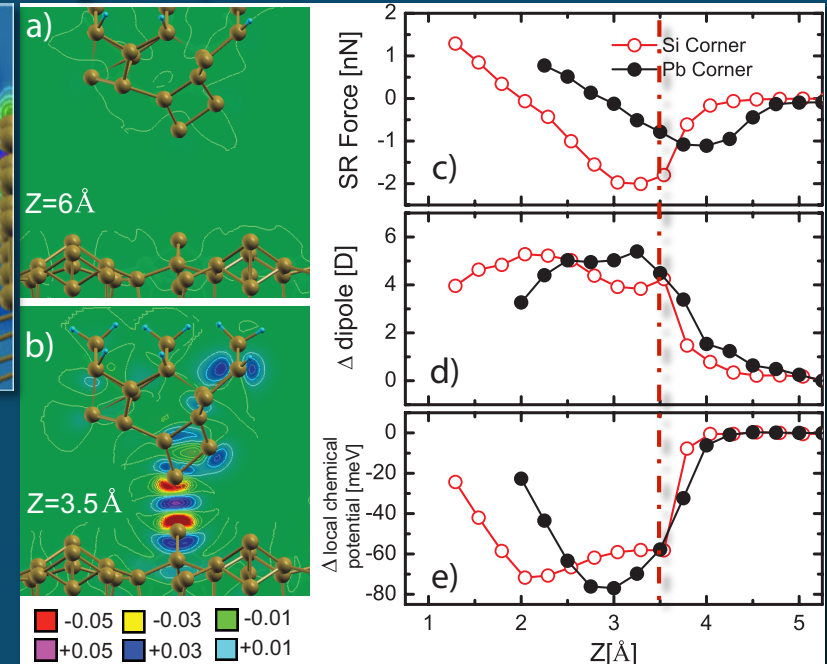 a)
Z=6Å
b)
Z=3.5Å
-0.05 -0.03 -0.01
+0.05 +0.03 +0.01
SR Force [nN]
2
1
0
-1
-2
Si Corner
Pb Corner
c)
Δ dipole [D]
6
4
2
0
d)
Δ local chemical
potential [meV]
0
-20
-40
-60
-80
e)
1 2 3 4 5
Z[Å]